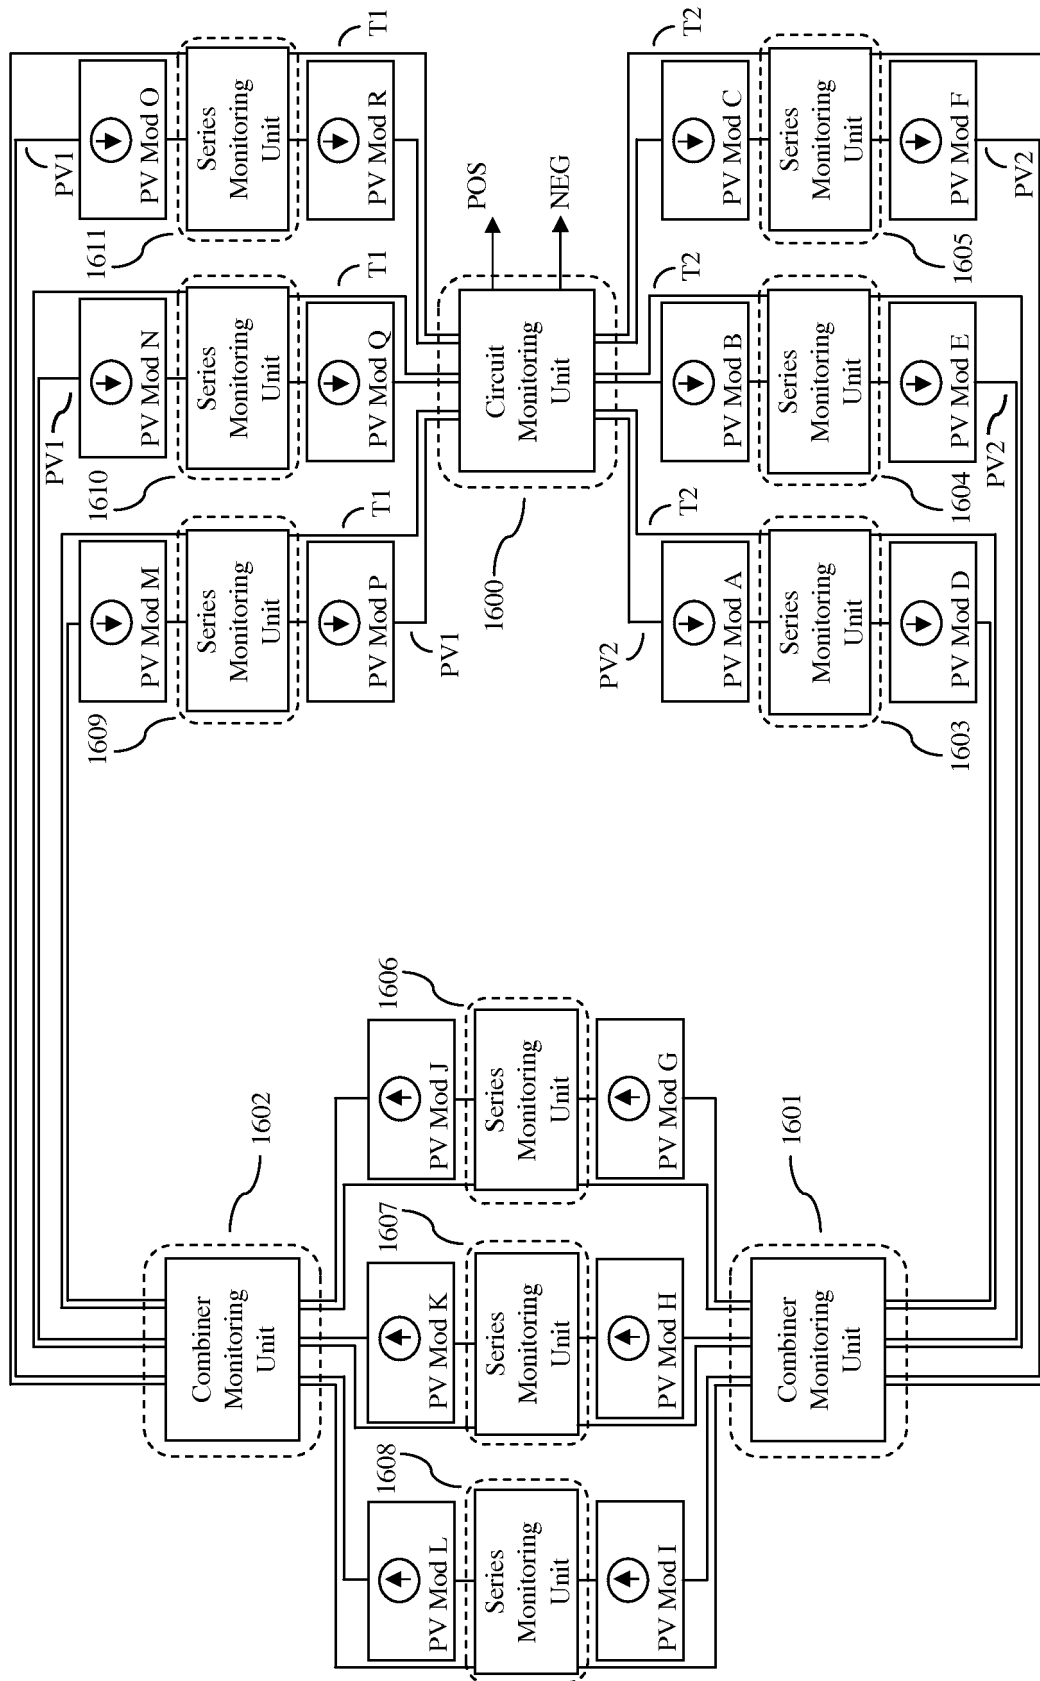 PV1
PV Mod O
Series
Monitoring
Unit
1611
PV Mod R
T1
PV1
PV Mod N
Series
Monitoring
Unit
1610
PV Mod Q
T1
PV Mod M
Series
Monitoring
Unit
1609
PV Mod P
T1
PV1
Circuit
Monitoring
Unit
1600
POS
NEG
T2
PV Mod C
Series
Monitoring
Unit
1605
PV Mod F
PV2
T2
PV Mod B
Series
Monitoring
Unit
1604
PV Mod E
PV2
T2
PV2
PV Mod A
Series
Monitoring
Unit
1603
PV Mod D
Combiner
Monitoring
Unit
1602
PV Mod J
Series
Monitoring
Unit
1606
PV Mod G
PV Mod K
Series
Monitoring
Unit
1607
PV Mod H
PV Mod L
Series
Monitoring
Unit
1608
PV Mod I
Combiner
Monitoring
Unit
1601